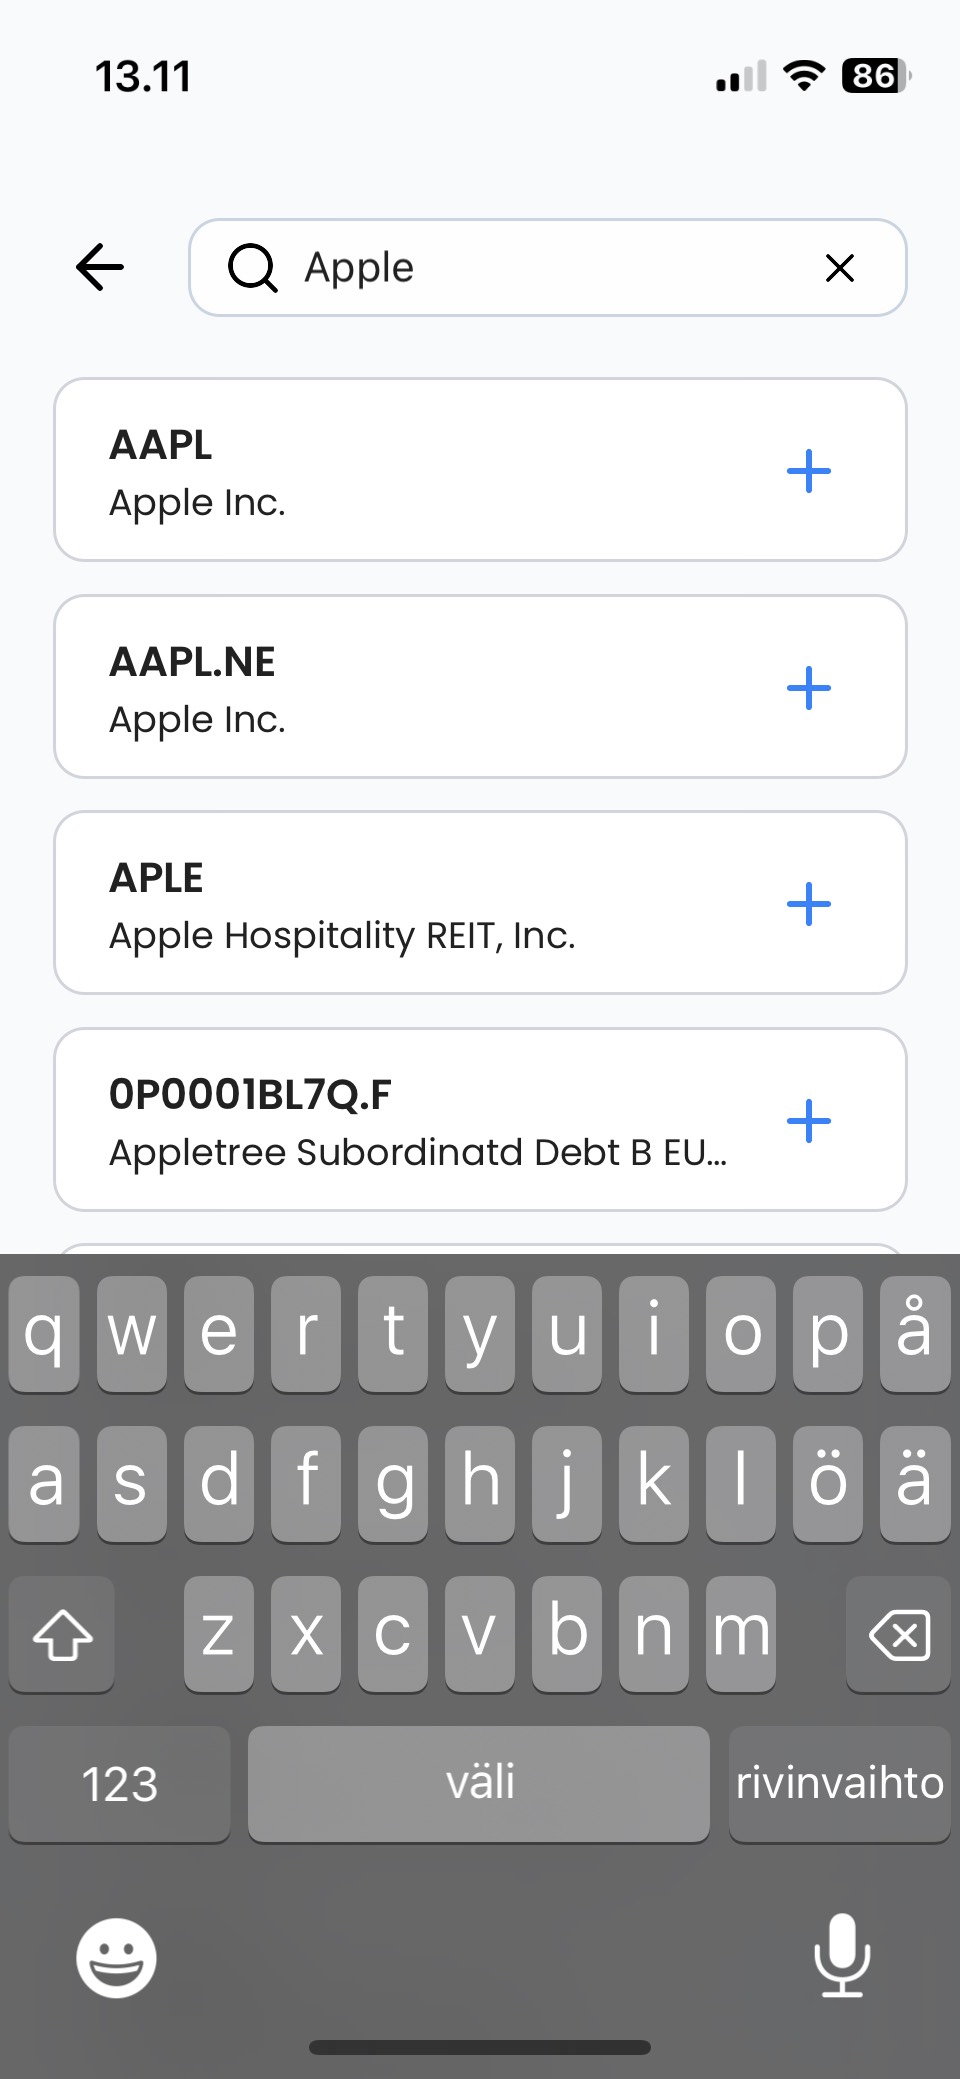 13.11
86
Apple
AAPL
Apple Inc.
AAPL.NE
Apple Inc.
APLE
Apple Hospitality REIT, Inc.
0P0001BL7Q.F
Appletree Subordinatd Debt B EU...
q w e r t y u i o p å
a s d f g h j k l ö ä
z x c v b n m
123 väli rivinvaihto